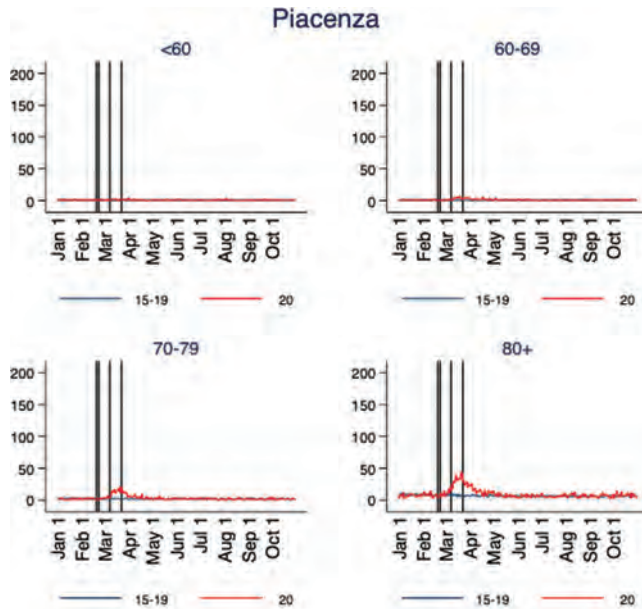 Piacenza
<60
60-69
200
150
100
50
0
Jan 1
Feb 1
Mar 1
Apr 1
May 1
Jun 1
Jul 1
Aug 1
Sep 1
Oct 1
15-19
20
200
150
100
50
0
Jan 1
Feb 1
Mar 1
Apr 1
May 1
Jun 1
Jul 1
Aug 1
Sep 1
Oct 1
15-19
20
70-79
80+
200
150
100
50
0
Jan 1
Feb 1
Mar 1
Apr 1
May 1
Jun 1
Jul 1
Aug 1
Sep 1
Oct 1
15-19
20
200
150
100
50
0
Jan 1
Feb 1
Mar 1
Apr 1
May 1
Jun 1
Jul 1
Aug 1
Sep 1
Oct 1
15-19
20